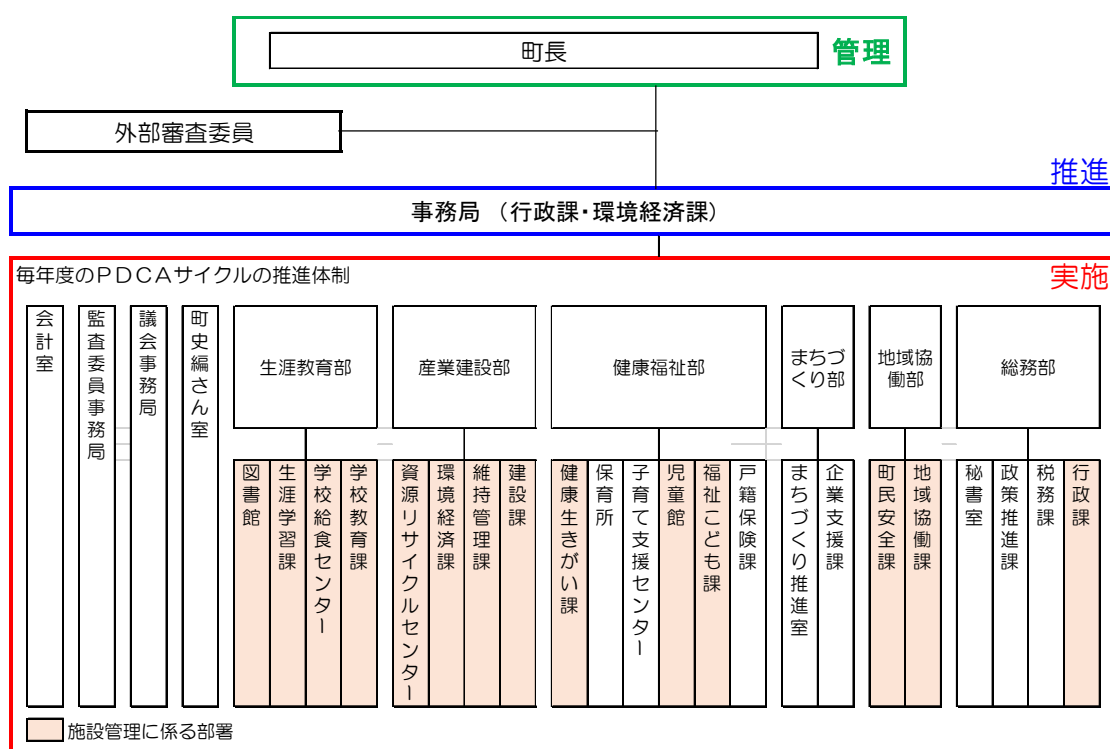 町長
管理
外部審査委員
推進
事務局 （行政課・環境経済課）
毎年度のＰＤＣＡサイクルの推進体制
実施
会計室
監査委員事務局
議会事務局
町史編さん室
生涯教育部
産業建設部
健康福祉部
まちづ
くり部
地域協
働部
総務部
図書館
生涯学習課
学校給食センター
学校教育課
資源リサイクルセンター
環境経済課
維持管理課
建設課
健康生きがい課
保育所
子育て支援センター
児童館
福祉こども課
戸籍保険課
まちづくり推進室
企業支援課
町民安全課
地域協働課
秘書室
政策推進課
税務課
行政課
施設管理に係る部署